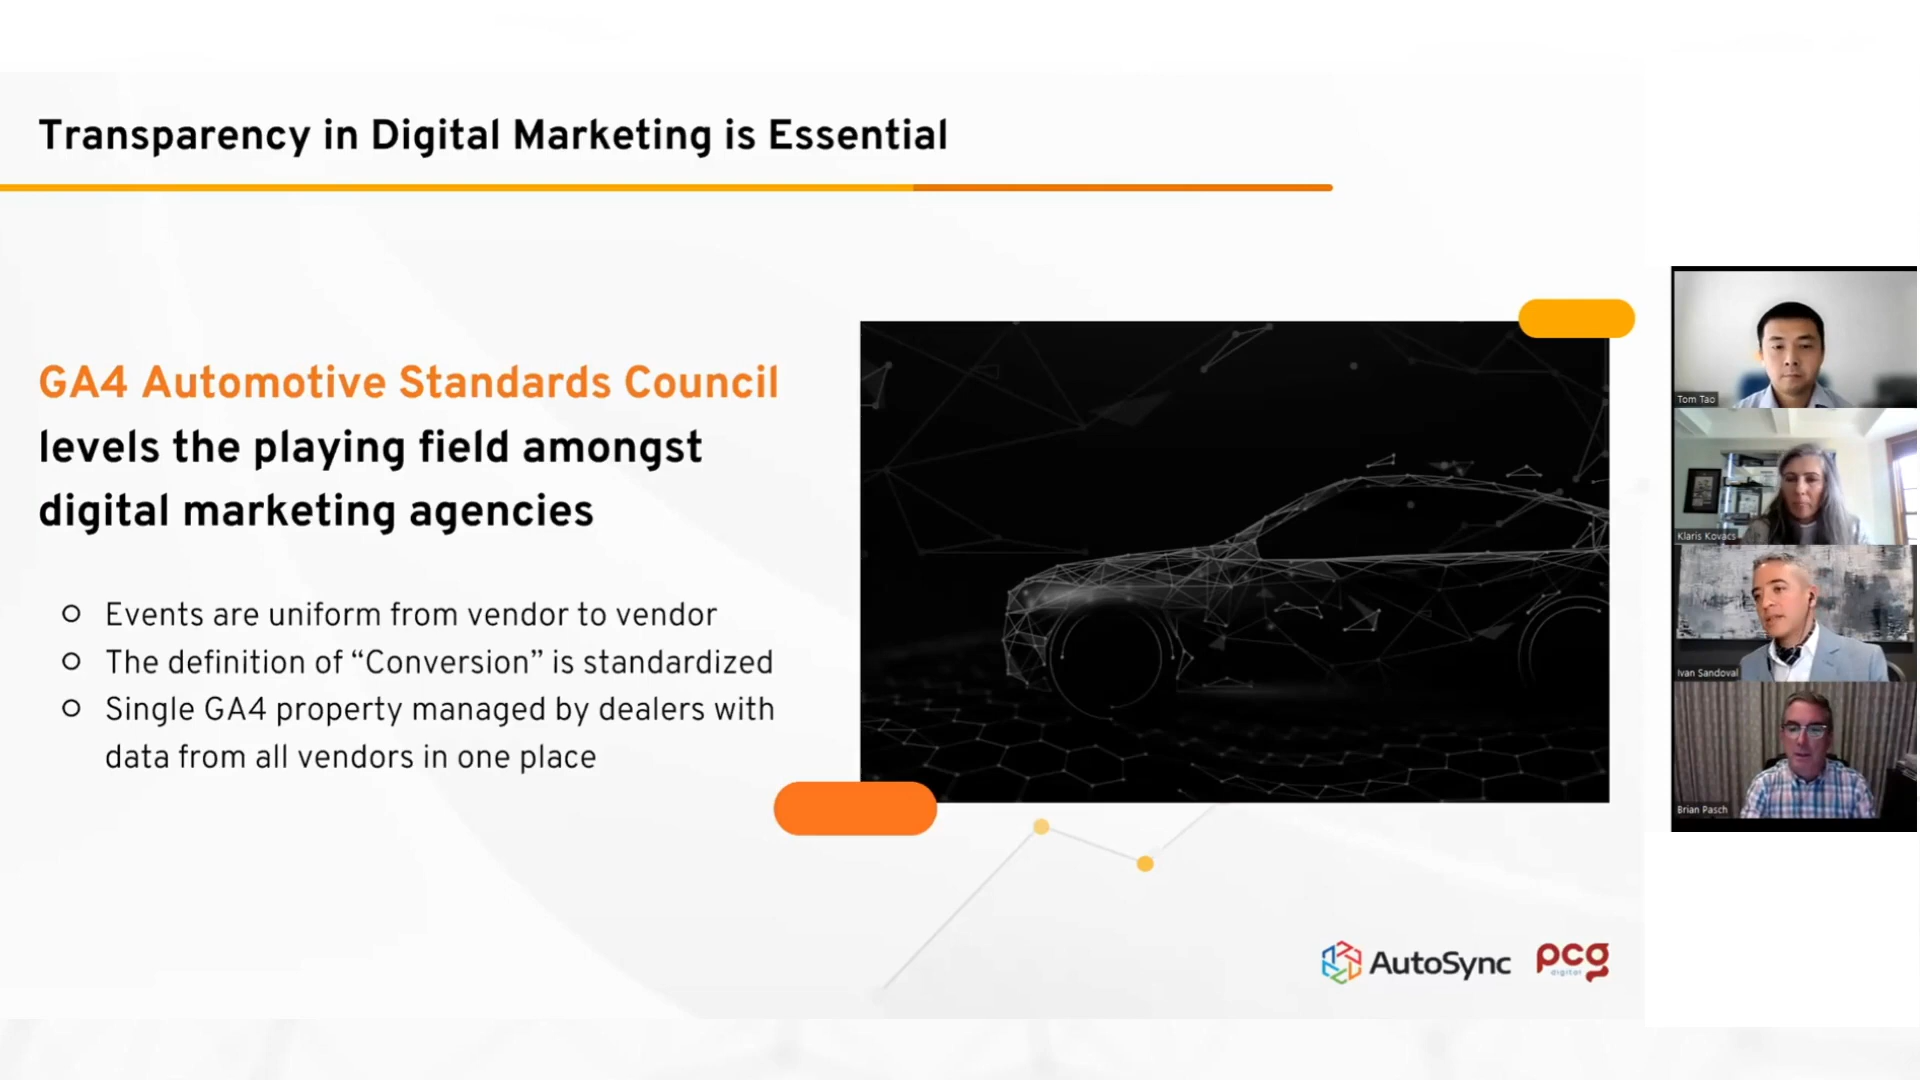 Transparency in Digital Marketing is Essential
GA4 Automotive Standards Council
levels the playing field amongst
digital marketing agencies
Events are uniform from vendor to vendor
The definition of “Conversion” is standardized
Single GA4 property managed by dealers with
data from all vendors in one place
AutoSync
pcg
digital
Tom Tao
Klaris Kovacs
Ivan Sandoval
Brian Pasch